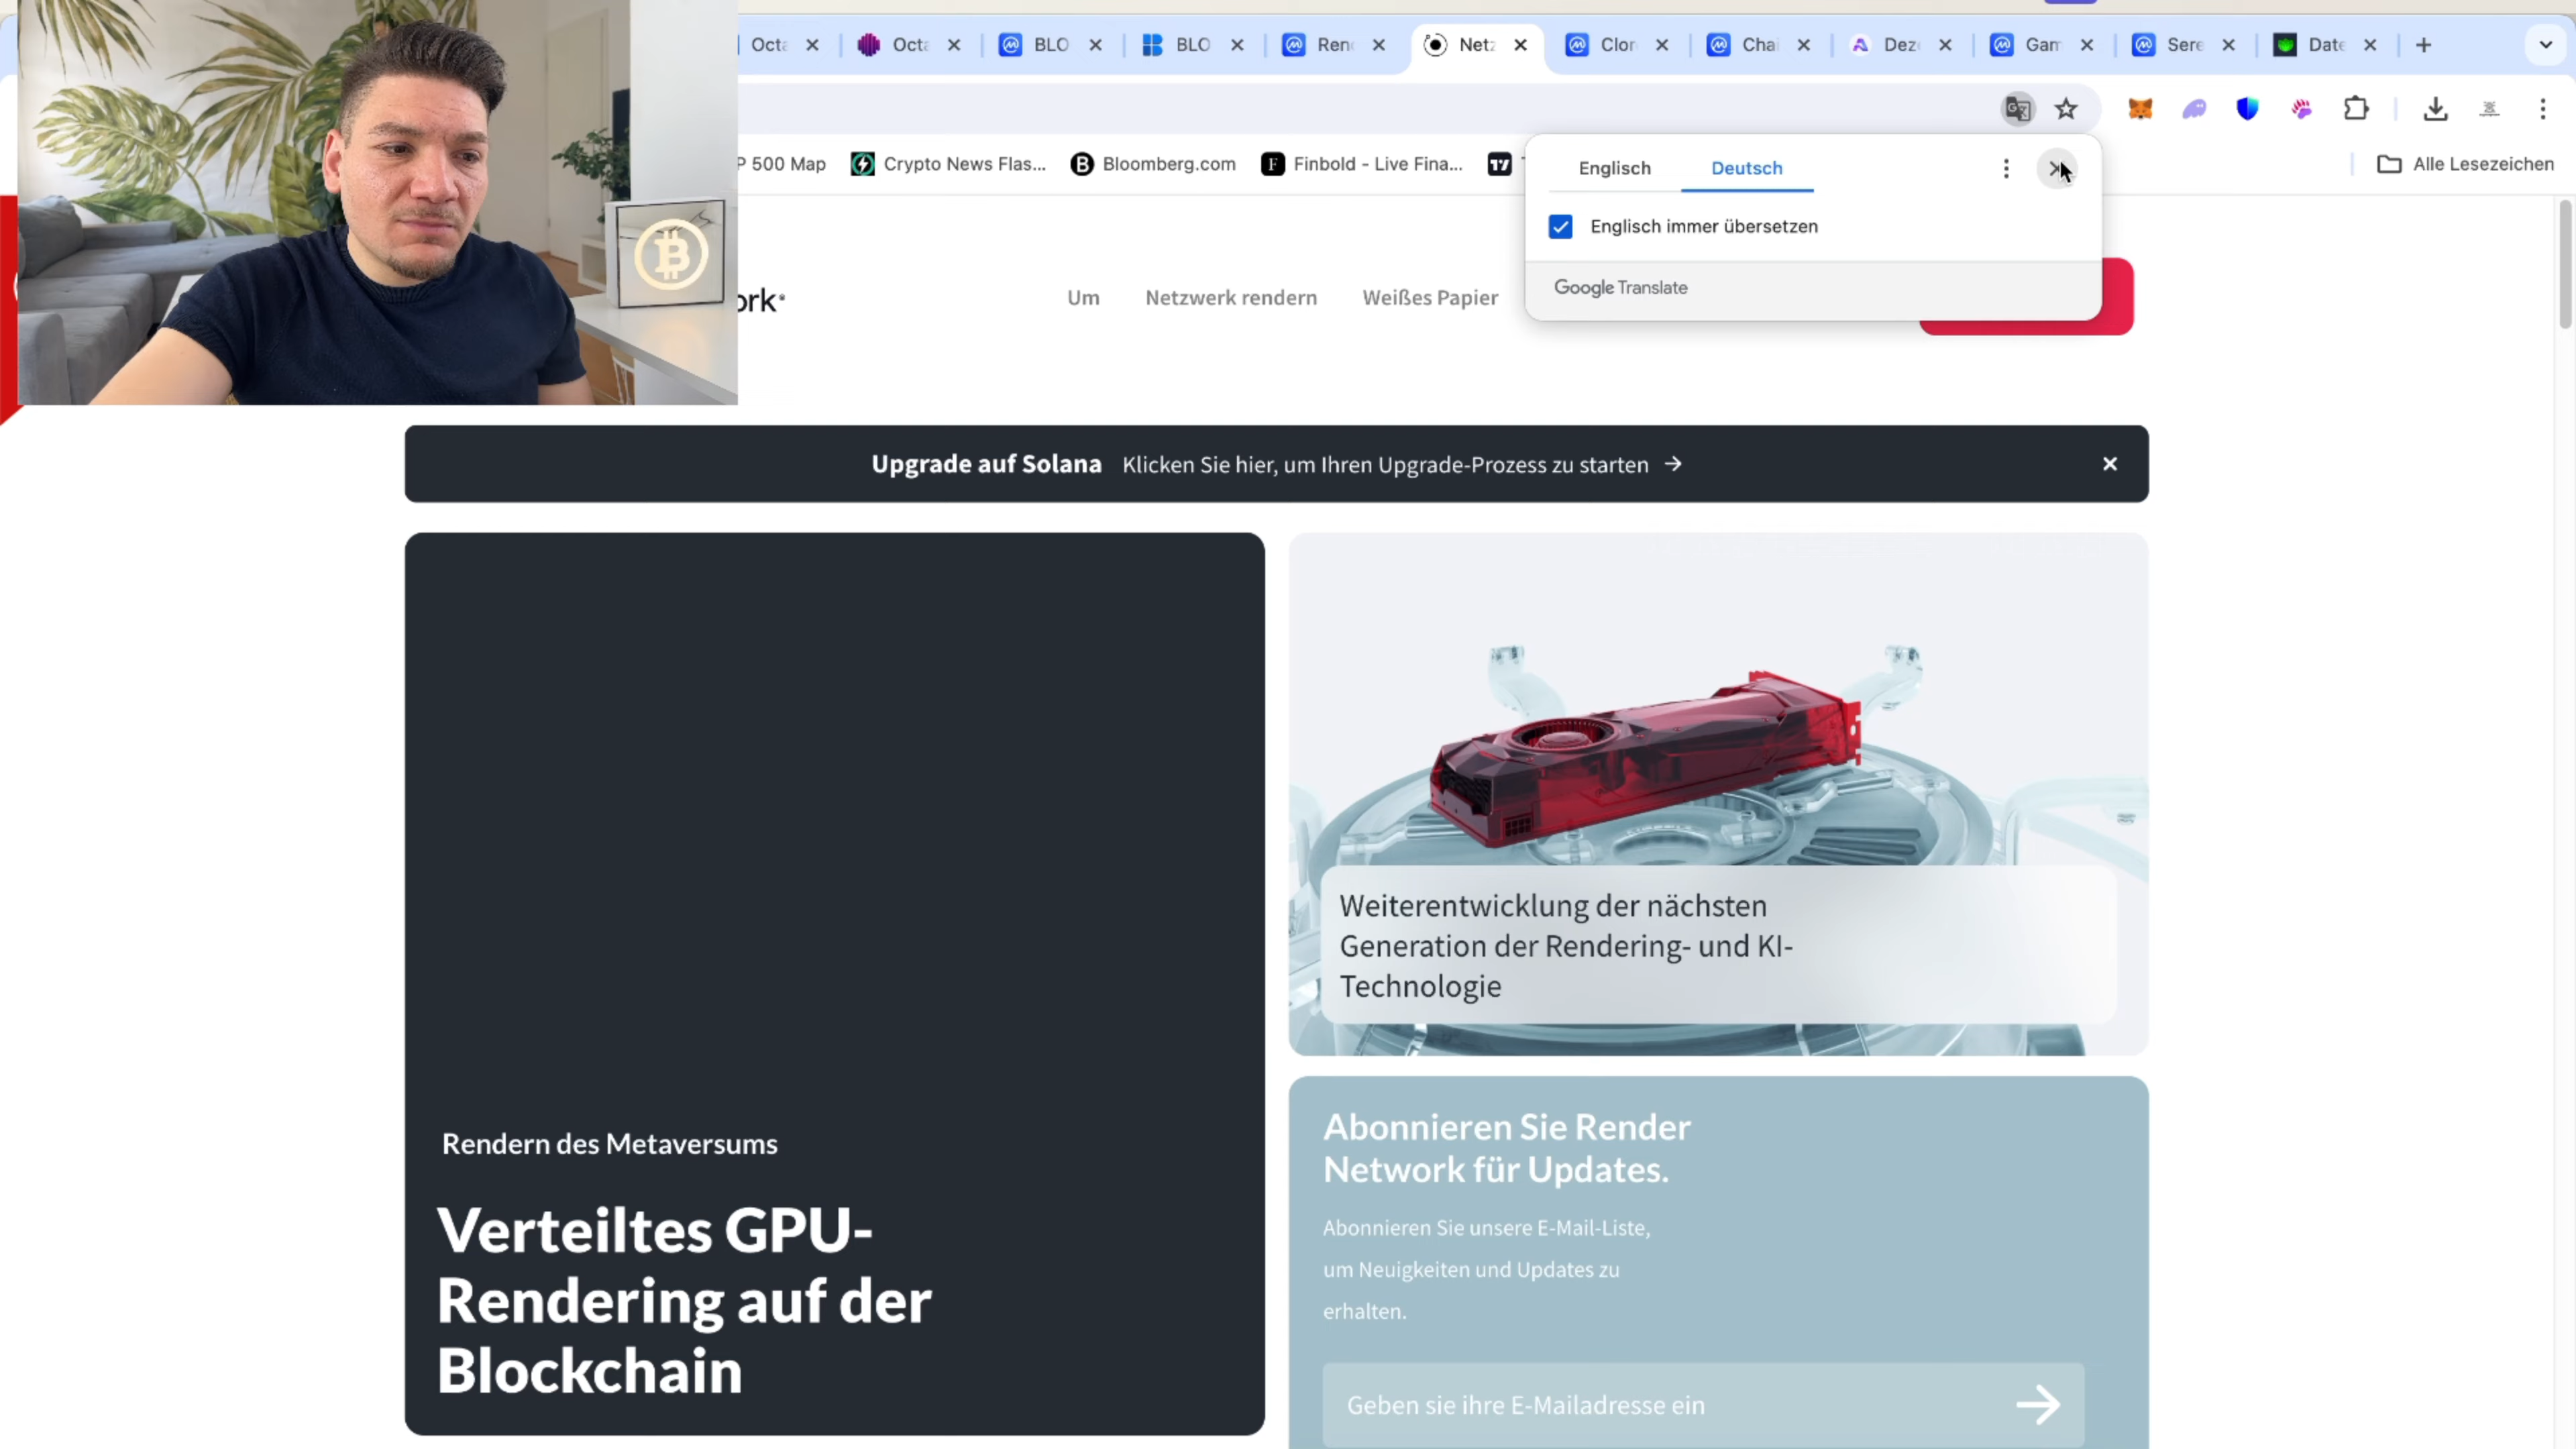 Octa
Octa
BLO
BLO
Ren
Netz
Clor
Cha
Deze
Gam
Sere
Date
P 500 Map
Crypto News Flas...
Bloomberg.com
Finbold - Live Fina...
Alle Lesezeichen
Englisch
Deutsch
Englisch immer übersetzen
Google Translate
ork
Um
Netzwerk rendern
Weißes Papier
Upgrade auf Solana Klicken Sie hier, um Ihren Upgrade-Prozess zu starten →
Weiterentwicklung der nächsten
Generation der Rendering- und KI-
Technologie
Rendern des Metaversums
Verteiltes GPU-
Rendering auf der
Blockchain
Abonnieren Sie Render
Network für Updates.
Abonnieren Sie unsere E-Mail-Liste,
um Neuigkeiten und Updates zu
erhalten.
Geben sie ihre E-Mailadresse ein